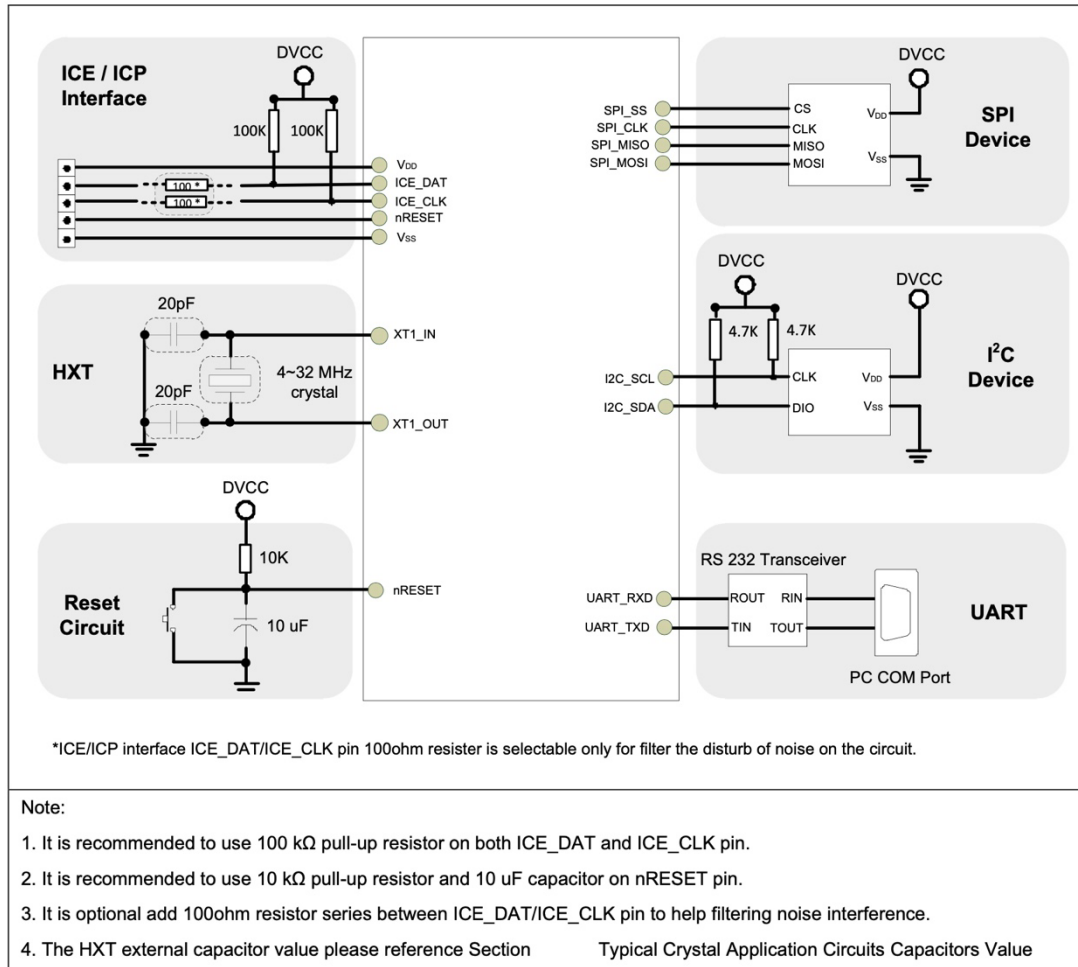 ICE / ICP
Interface
DVCC
100K
100K
100 *
100 *
VDD
ICE_DAT
ICE_CLK
nRESET
VSS
HXT
20pF
20pF
4~32 MHz
crystal
XT1_IN
XT1_OUT
Reset
Circuit
DVCC
10K
10 uF
nRESET
SPI_SS
SPI_CLK
SPI_MISO
SPI_MOSI
CS
CLK
MISO
MOSI
VDD
VSS
DVCC
SPI
Device
DVCC
4.7K
4.7K
I2C_SCL
I2C_SDA
CLK
DIO
VDD
VSS
DVCC
I2C
Device
RS 232 Transceiver
UART_RXD
UART_TXD
ROUT
RIN
TIN
TOUT
PC COM Port
UART
*ICE/ICP interface ICE_DAT/ICE_CLK pin 100ohm resister is selectable only for filter the disturb of noise on the circuit.
Note:
1. It is recommended to use 100 kΩ pull-up resistor on both ICE_DAT and ICE_CLK pin.
2. It is recommended to use 10 kΩ pull-up resistor and 10 uF capacitor on nRESET pin.
3. It is optional add 100ohm resistor series between ICE_DAT/ICE_CLK pin to help filtering noise interference.
4. The HXT external capacitor value please reference Section Typical Crystal Application Circuits Capacitors Value